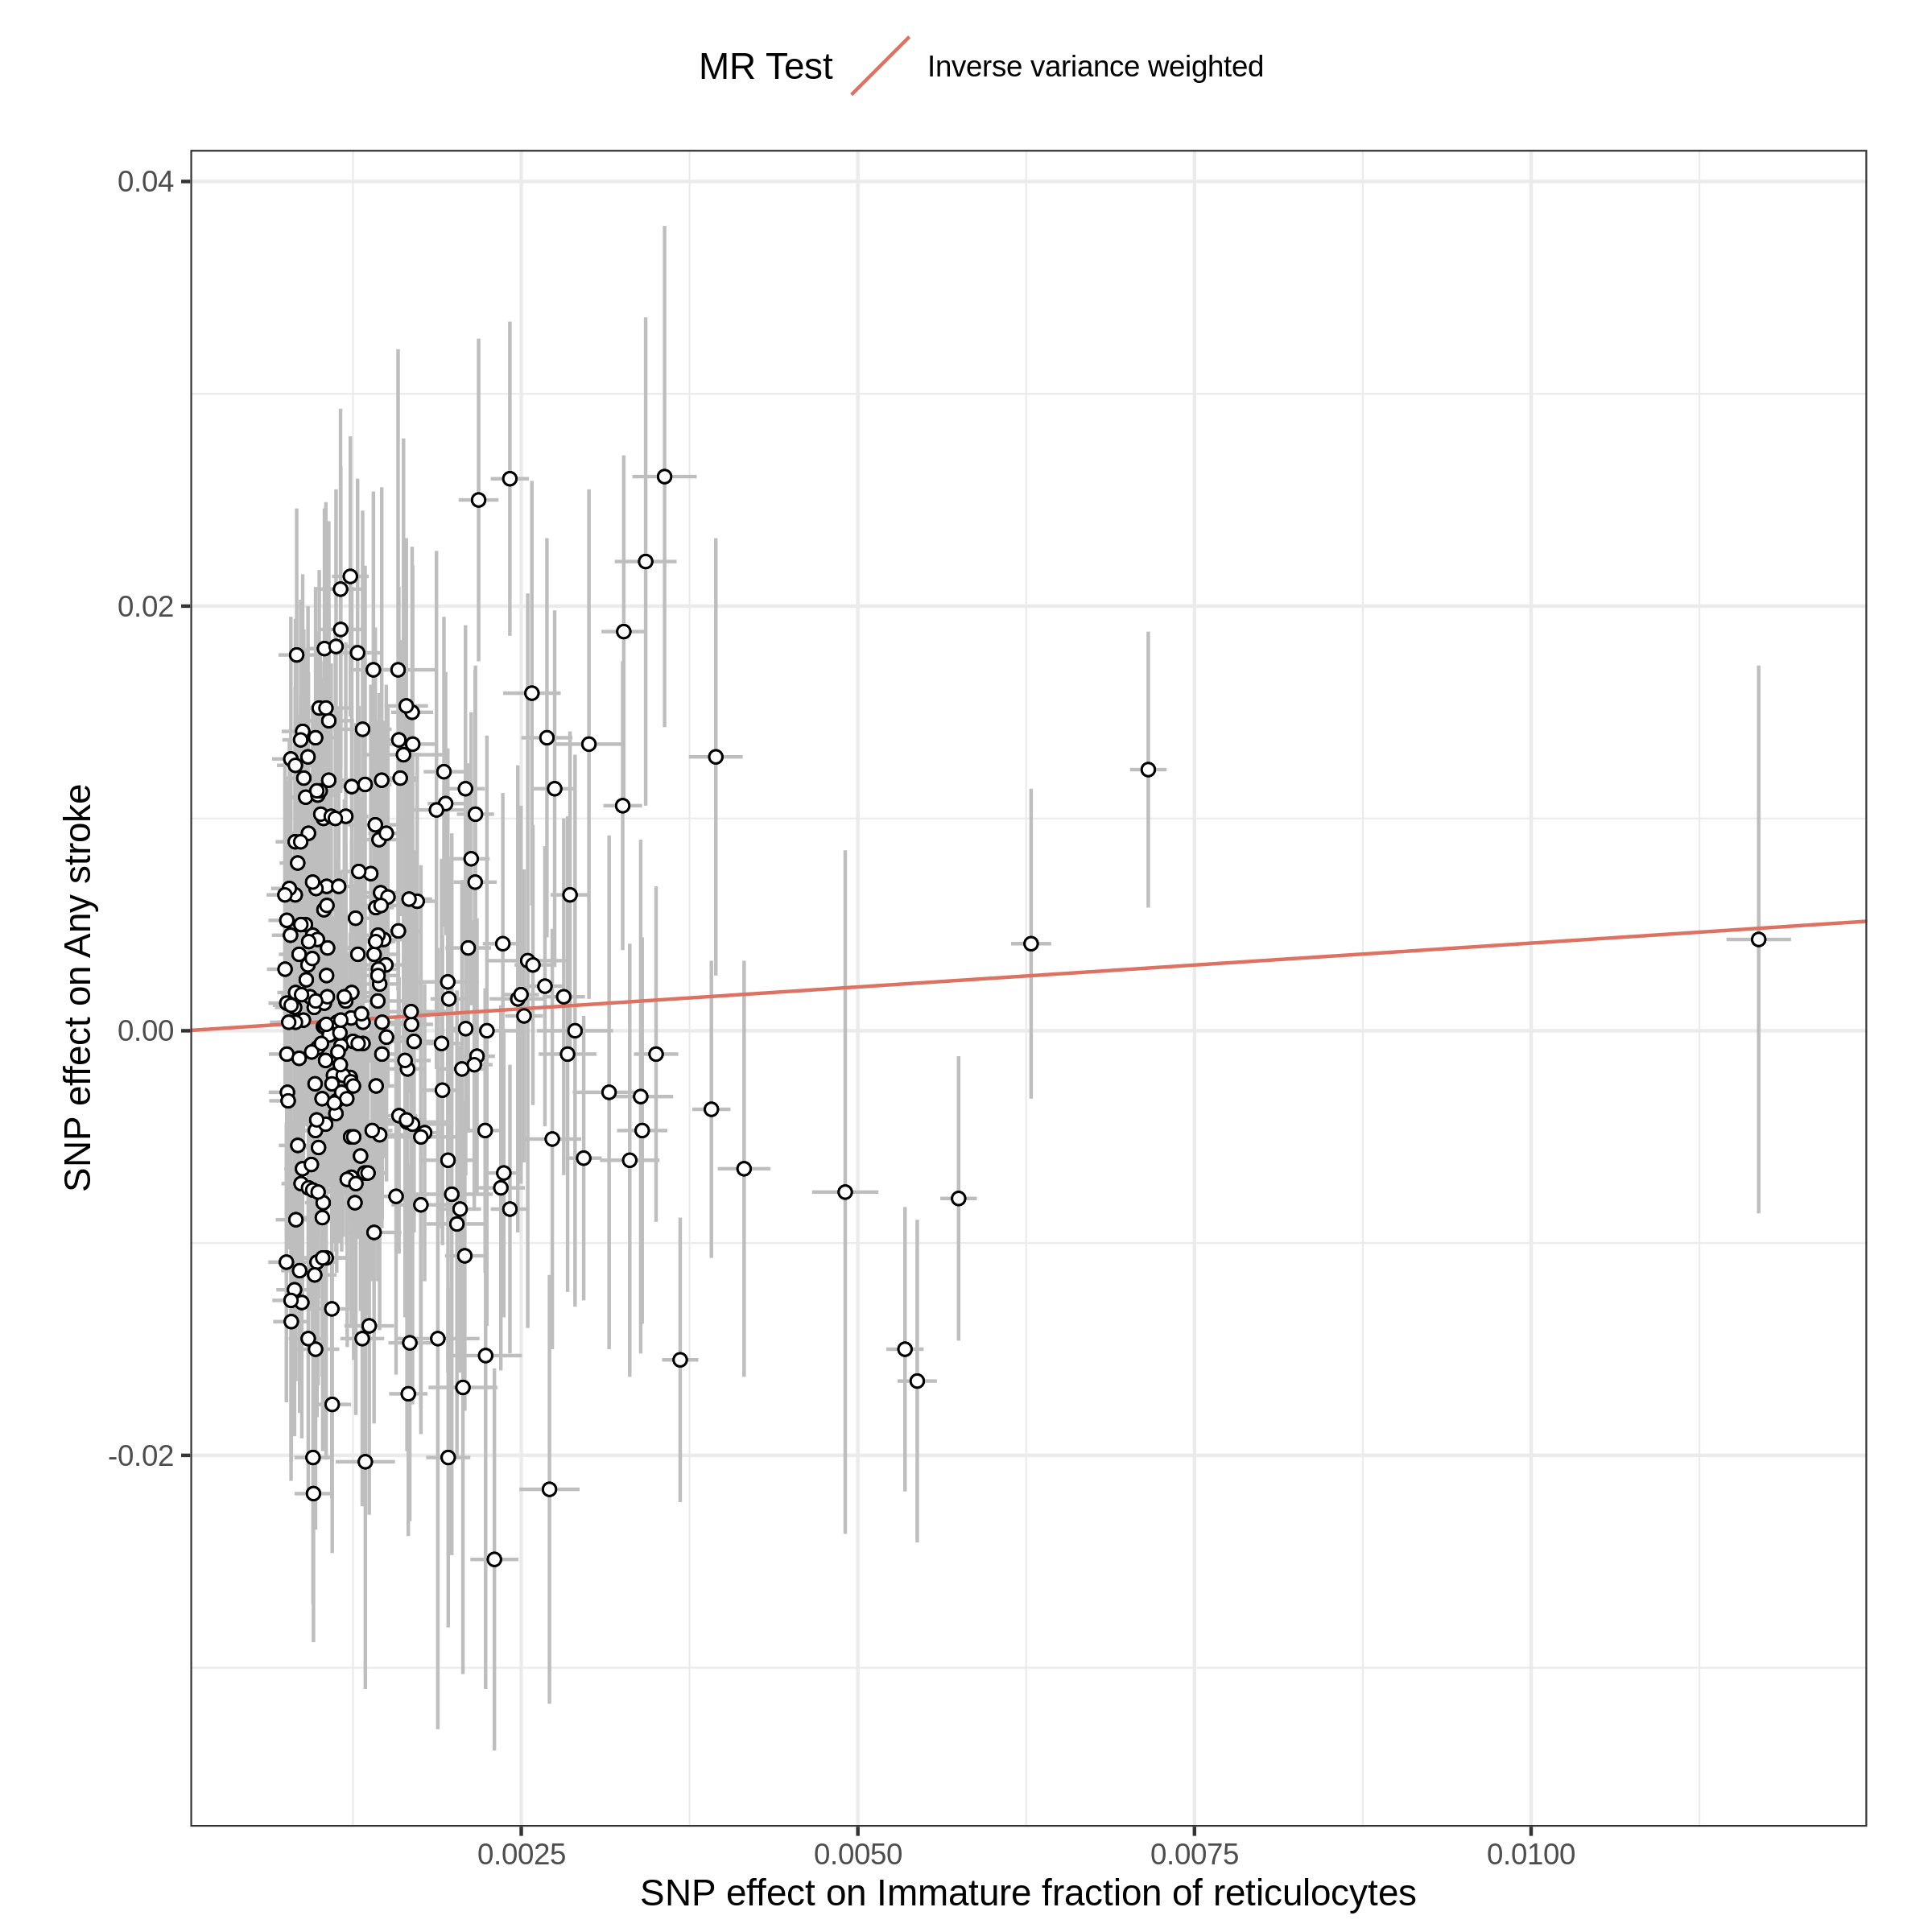 MR Test
Inverse variance weighted
0.04
0.02
0.00
-0.02
SNP effect on Any stroke
0.0025
0.0050
0.0075
0.0100
SNP effect on Immature fraction of reticulocytes